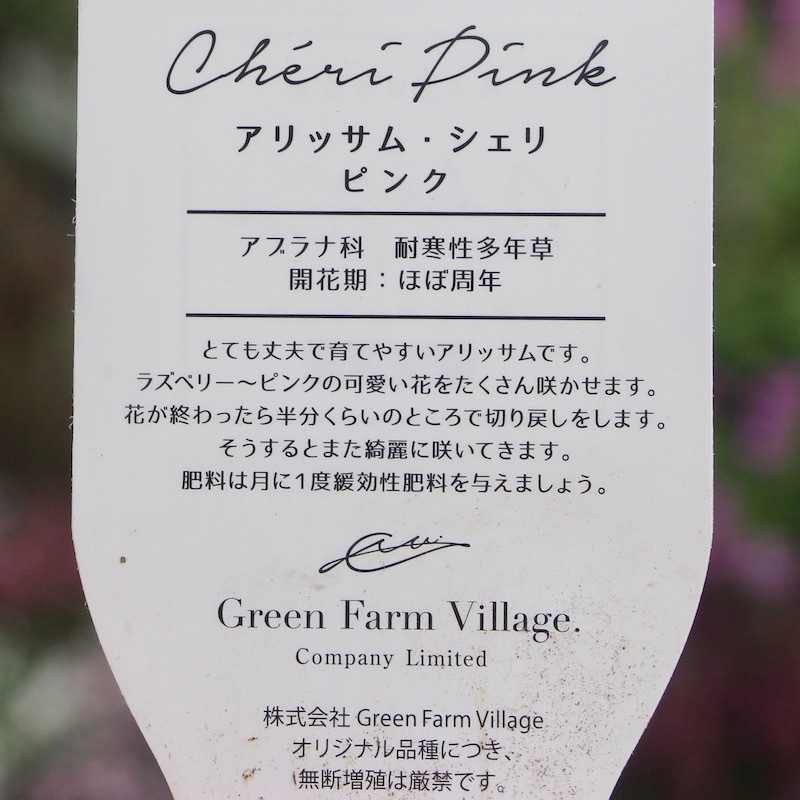 Chéri Pink
アリッサム・シェリ
ピンク
アブラナ科　耐寒性多年草
開花期：ほぼ周年
とても丈夫で育てやすいアリッサムです。
ラズベリー〜ピンクの可愛い花をたくさん咲かせます。
花が終わったら半分くらいのところで切り戻しをします。
そうするとまた綺麗に咲いてきます。
肥料は月に1度緩効性肥料を与えましょう。
Green Farm Village.
Company Limited
株式会社 Green Farm Village
オリジナル品種につき、
無断増殖は厳禁です。